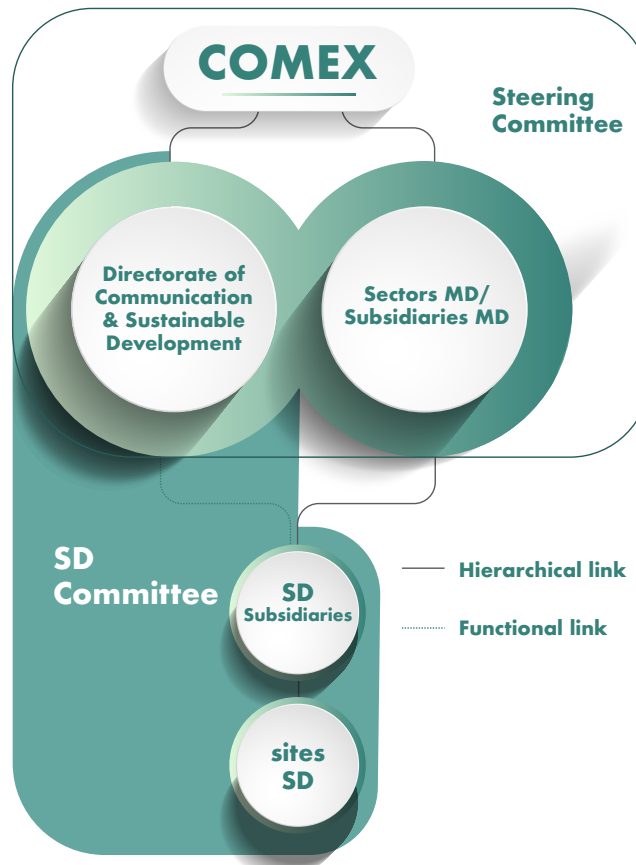 COMEX
Steering
Committee
Directorate of
Communication
& Sustainable
Development
Sectors MD/
Subsidiaries MD
SD
Committee
SD
Subsidiaries
Hierarchical link
Functional link
sites
SD